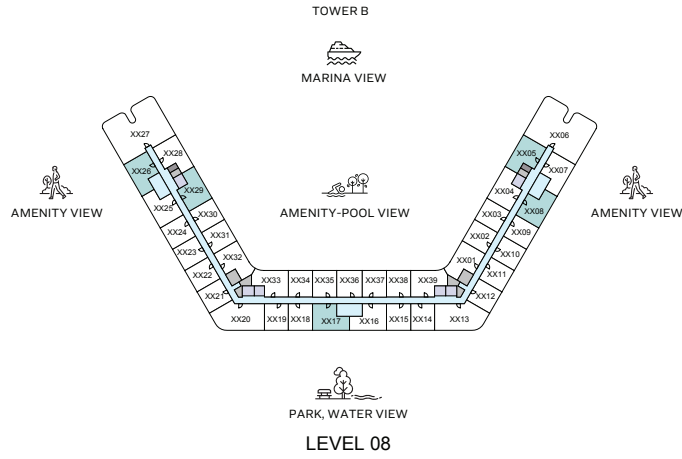 TOWER B
MARINA VIEW
XX27
XX06
XX28
XX05
XX26
XX07
XX29
XX04
XX25
XX08
AMENITY VIEW
AMENITY-POOL VIEW
AMENITY VIEW
XX30
XX03
XX24
XX09
XX31
XX02
XX23
XX10
XX32
XX01
XX22
XX11
XX33
XX34
XX35
XX36
XX37
XX38
XX39
XX21
XX12
XX20
XX19
XX18
XX17
XX16
XX15
XX14
XX13
PARK, WATER VIEW
LEVEL 08